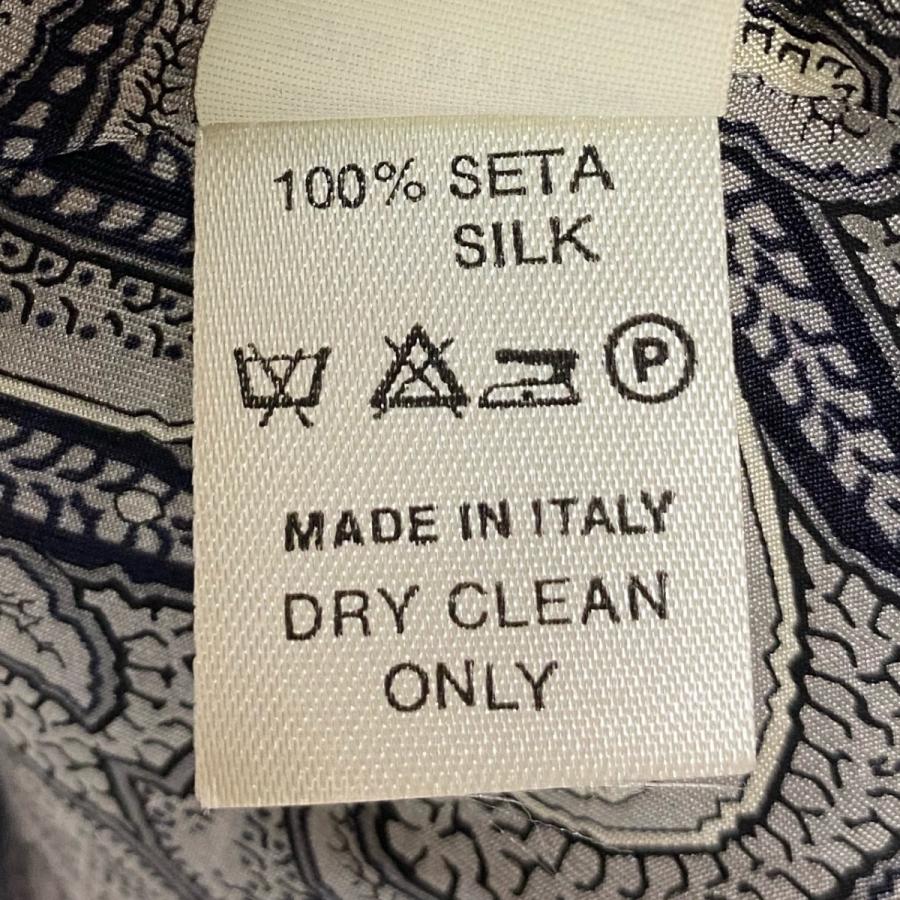 100% SETA
SILK
P
MADE IN ITALY
DRY CLEAN
ONLY